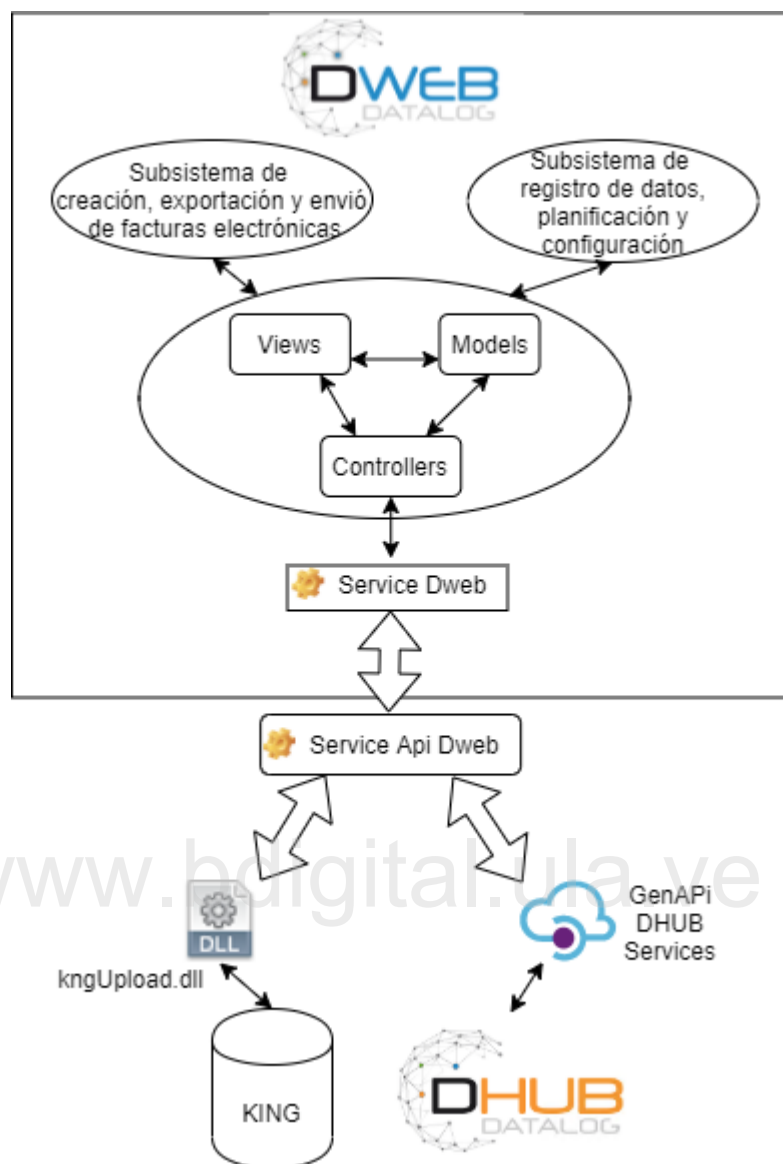 DWEB
DATALOG
Subsistema de
creación, exportación y envió
de facturas electrónicas
Subsistema de
registro de datos,
planificación y
configuración
Views
Models
Controllers
Service Dweb
Service Api Dweb
www.bdigital.ula.ve
DLL
kngUpload.dll
GenAPi
DHUB
Services
KING
DHUB
DATALOG